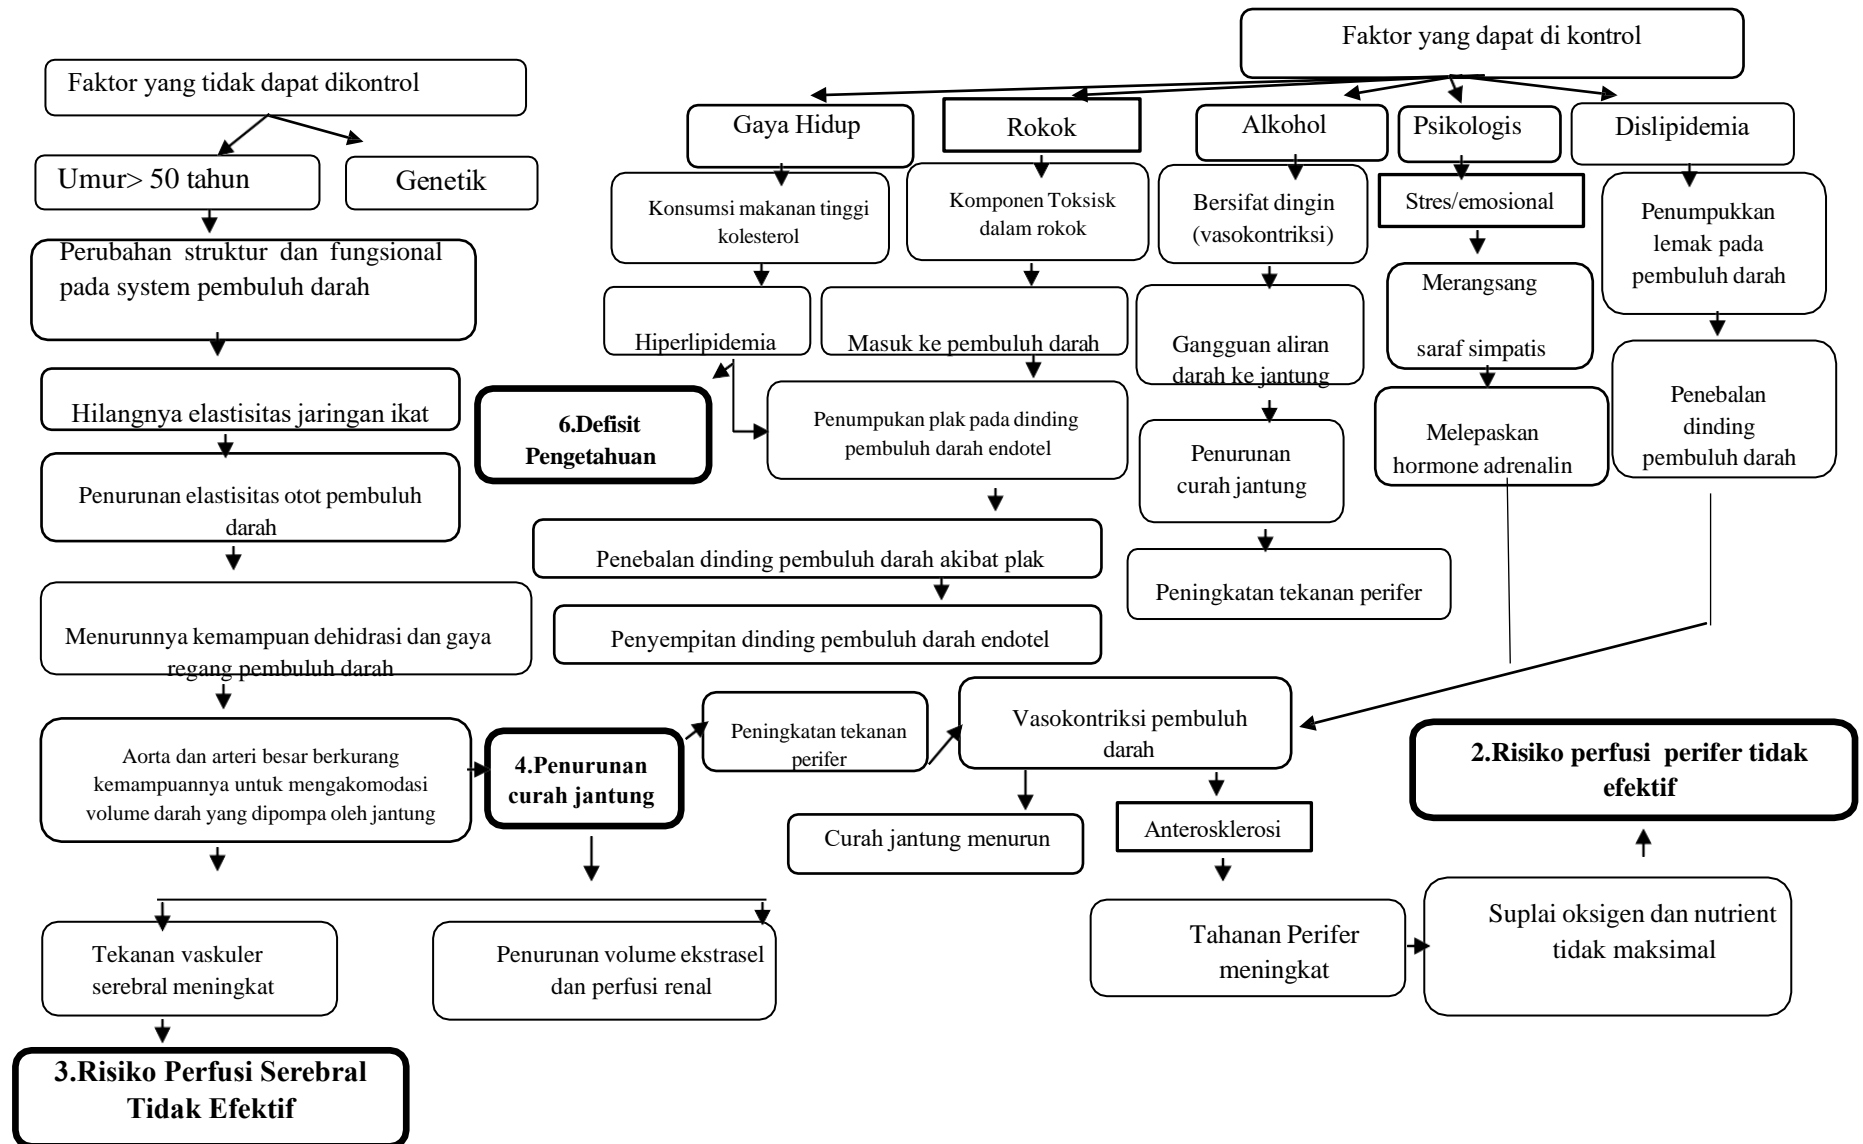 Faktor yang dapat di kontrol
Faktor yang tidak dapat dikontrol
Gaya Hidup
Rokok
Alkohol
Psikologis
Dislipidemia
Umur> 50 tahun
Genetik
Konsumsi makanan tinggi
kolesterol
Komponen Toksisk
dalam rokok
Bersifat dingin
(vasokontriksi)
Stres/emosional
Penumpukkan
lemak pada
pembuluh darah
Perubahan struktur dan fungsional
pada system pembuluh darah
Hiperlipidemia
Masuk ke pembuluh darah
Gangguan aliran
darah ke jantung
Merangsang
saraf simpatis
Penebalan
dinding
pembuluh darah
Hilangnya elastisitas jaringan ikat
6.Defisit
Pengetahuan
Penumpukan plak pada dinding
pembuluh darah endotel
Penurunan
curah jantung
Melepaskan
hormone adrenalin
Penurunan elastisitas otot pembuluh
darah
Penebalan dinding pembuluh darah akibat plak
Peningkatan tekanan perifer
Menurunnya kemampuan dehidrasi dan gaya
regang pembuluh darah
Penyempitan dinding pembuluh darah endotel
Aorta dan arteri besar berkurang
kemampuannya untuk mengakomodasi
volume darah yang dipompa oleh jantung
4.Penurunan
curah jantung
Peningkatan tekanan
perifer
Vasokontriksi pembuluh
darah
2.Risiko perfusi perifer tidak
efektif
Curah jantung menurun
Anterosklerosi
Tekanan vaskuler
serebral meningkat
Penurunan volume ekstrasel
dan perfusi renal
Tahanan Perifer
meningkat
Suplai oksigen dan nutrient
tidak maksimal
3.Risiko Perfusi Serebral
Tidak Efektif